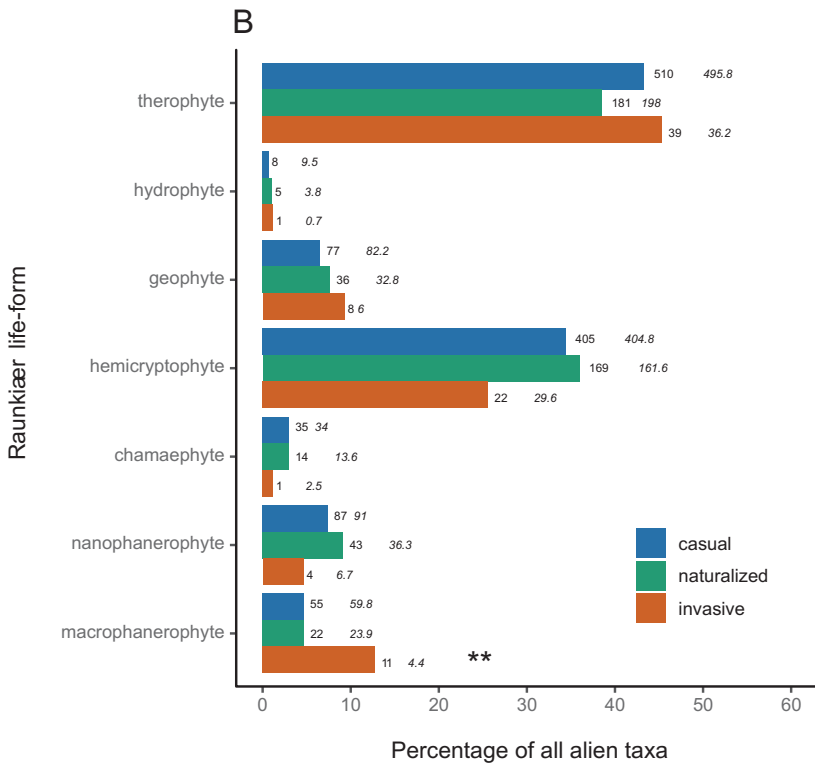 B
therophyte
510 495.8
181 198
39 36.2
hydrophyte
8 9.5
5 3.8
1 0.7
geophyte
77 82.2
36 32.8
8 6
hemicryptophyte
405 404.8
169 161.6
22 29.6
chamaephyte
35 34
14 13.6
1 2.5
nanophanerophyte
87 91
43 36.3
4 6.7
macrophanerophyte
55 59.8
22 23.9
11 4.4 **
Raunkiær life-form
casual
naturalized
invasive
0 10 20 30 40 50 60
Percentage of all alien taxa